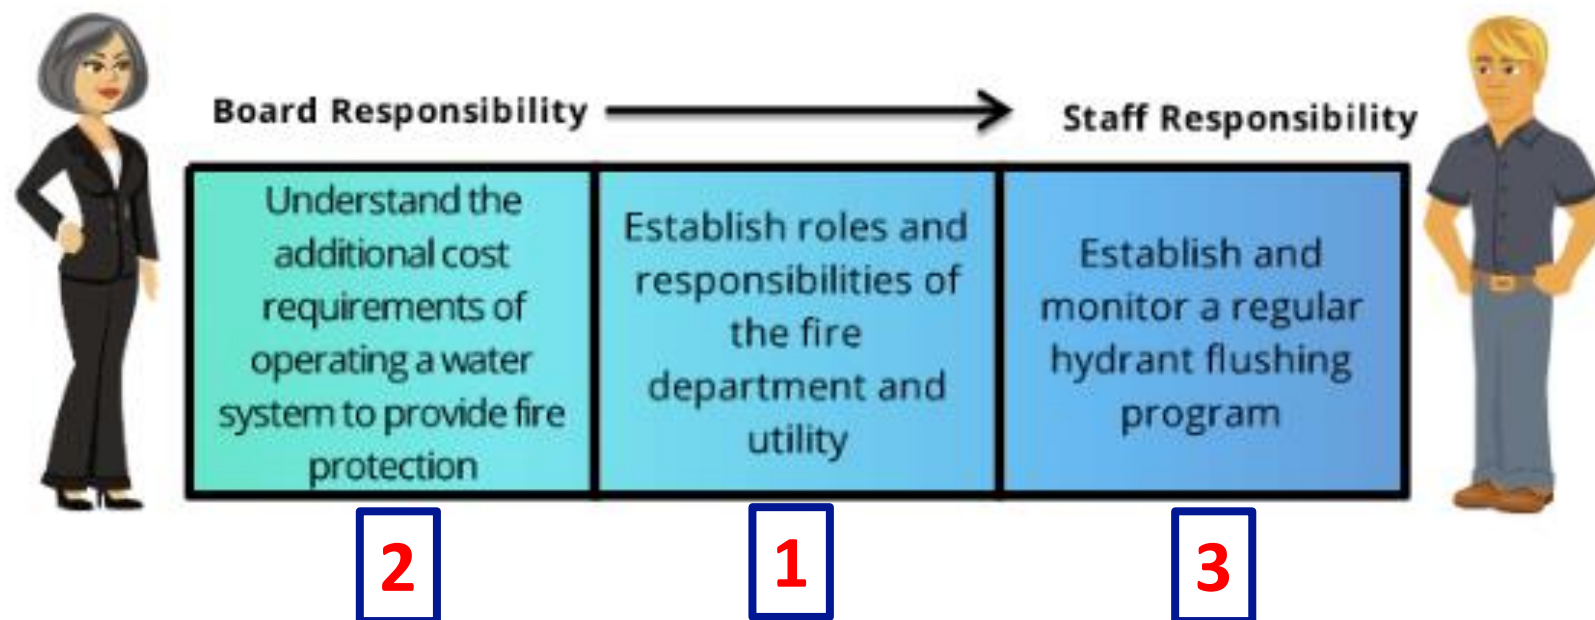 Board Responsibility
Staff Responsibility
Understand the
additional cost
requirements of
operating a water
system to provide fire
protection
Establish roles and
responsibilities of
the fire
department and
utility
Establish and
monitor a regular
hydrant flushing
program
2
1
3